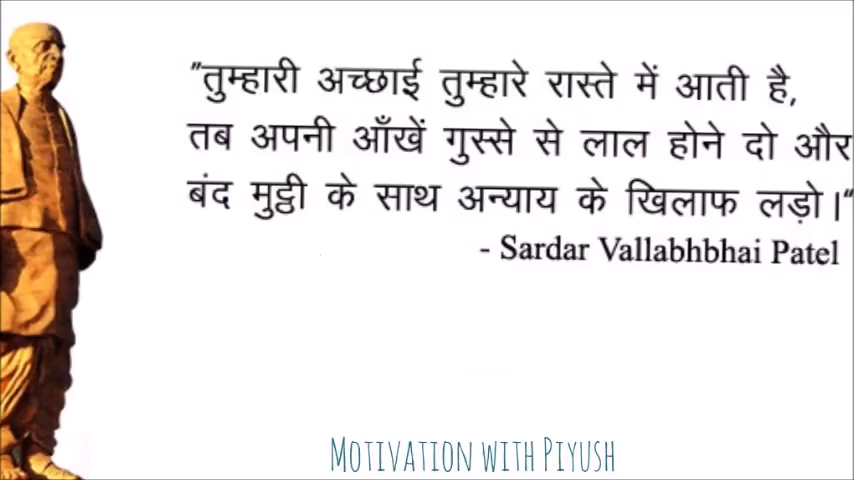 "तुम्हारी अच्छाई तुम्हारे रास्ते में आती है,
तब अपनी आँखें गुस्से से लाल होने दो और
बंद मुट्ठी के साथ अन्याय के खिलाफ लड़ो।"
- Sardar Vallabhbhai Patel
MOTIVATION WITH PIYUSH